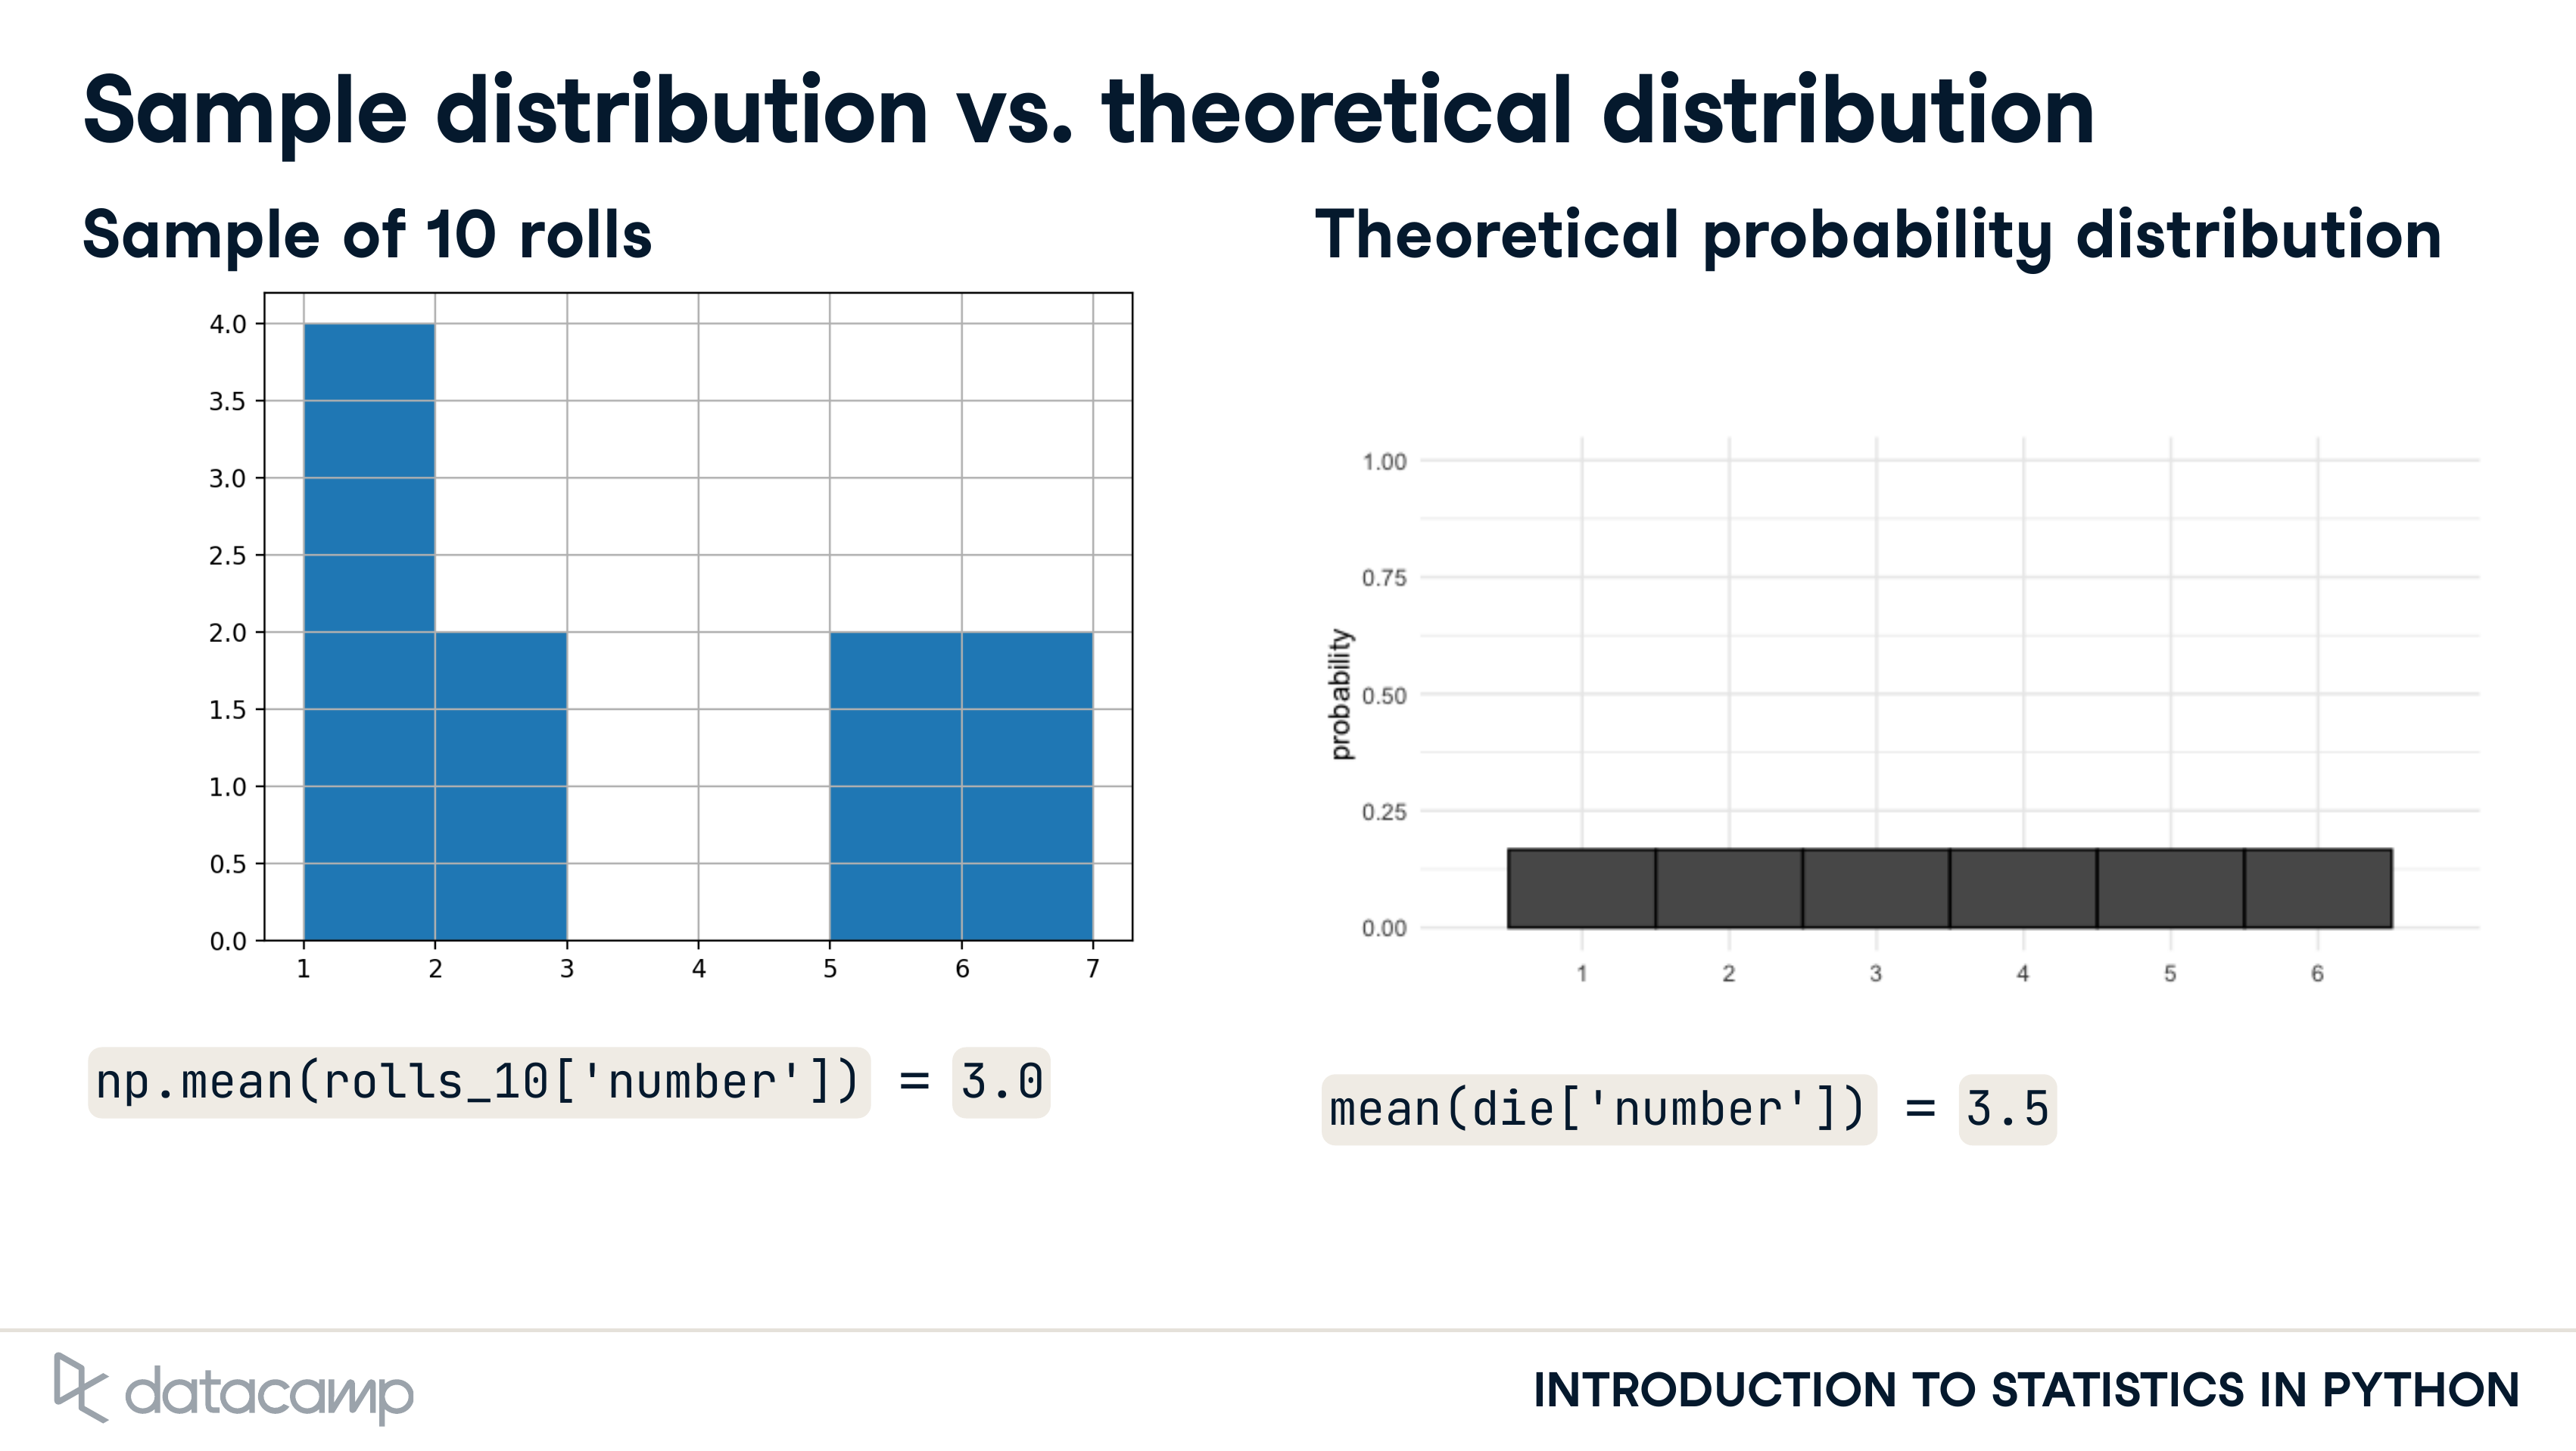 Sample distribution vs. theoretical distribution
Sample of 10 rolls
4.0
3.5
3.0
2.5
2.0
1.5
1.0
0.5
0.0
1 2 3 4 5 6 7
np.mean(rolls_10['number']) = 3.0
Theoretical probability distribution
probability
1.00
0.75
0.50
0.25
0.00
1 2 3 4 5 6
mean(die['number']) = 3.5
datacamp
INTRODUCTION TO STATISTICS IN PYTHON